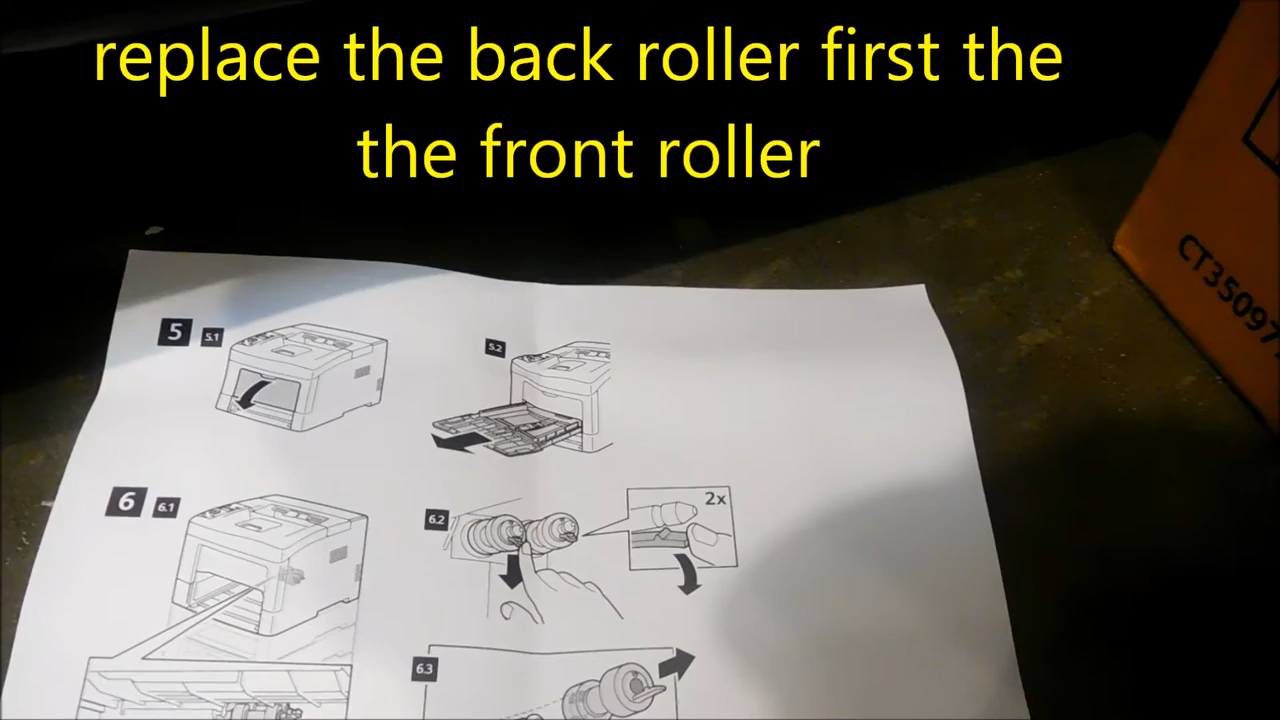 replace the back roller first the
the front roller
5
5.1
5.2
6
6.1
6.2
2x
6.3